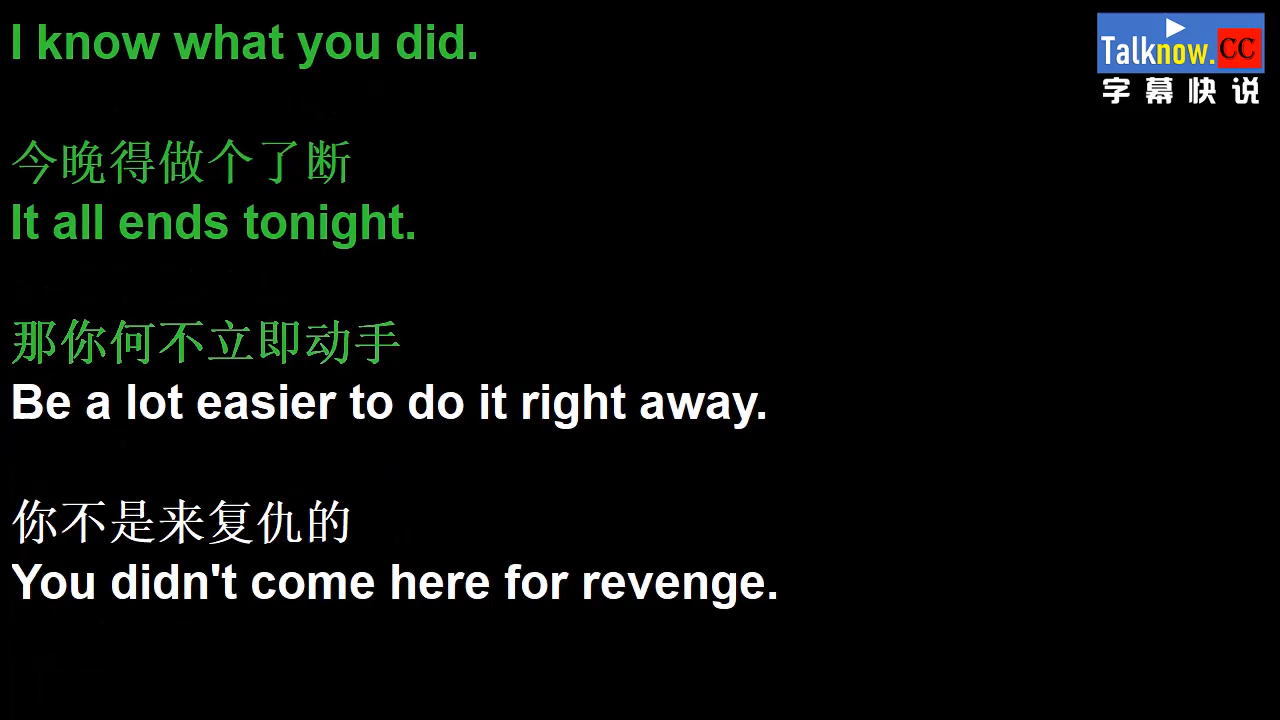 I know what you did.
Talknow.CC
字幕快说
今晚得做个了断
It all ends tonight.
那你何不立即动手
Be a lot easier to do it right away.
你不是来复仇的
You didn't come here for revenge.